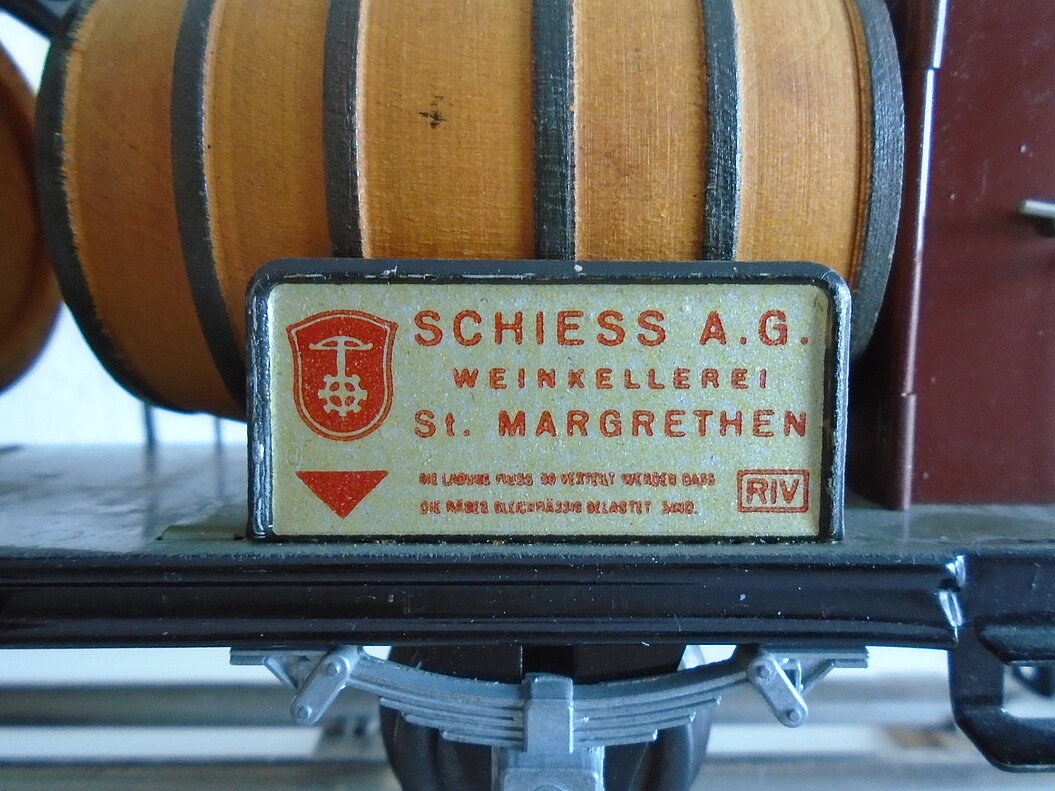 SCHIESS A.G.
WEINKELLEREI
St. MARGRETHEN
DIE LADUNG MUSS SO VERTEILT WERDEN DASS
DIE RÄDER GLEICHMÄSSIG BELASTET SIND.
RIV